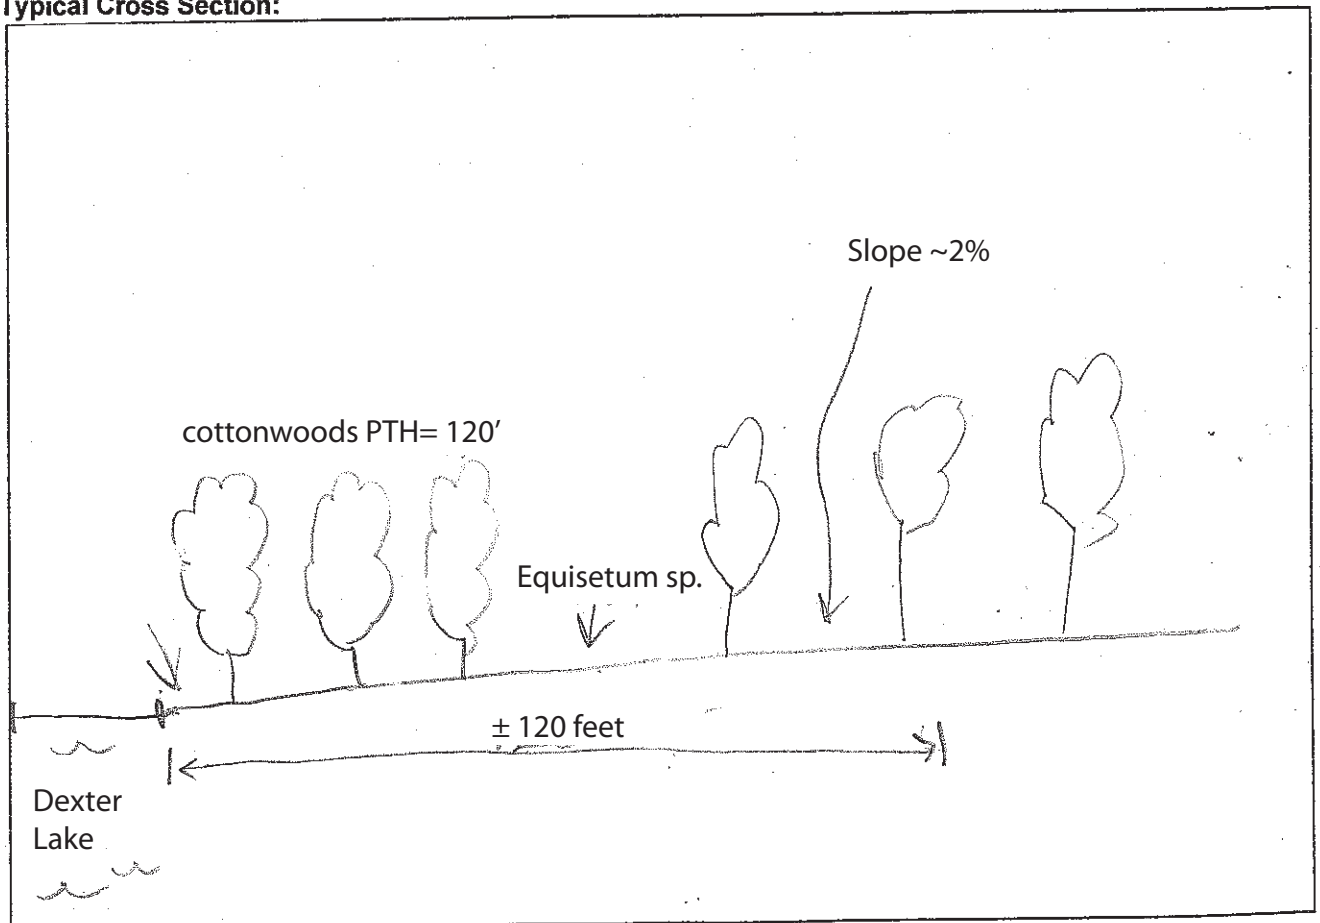 Typical Cross Section:
Slope ~2%
cottonwoods PTH= 120’
Equisetum sp.
± 120 feet
Dexter
Lake